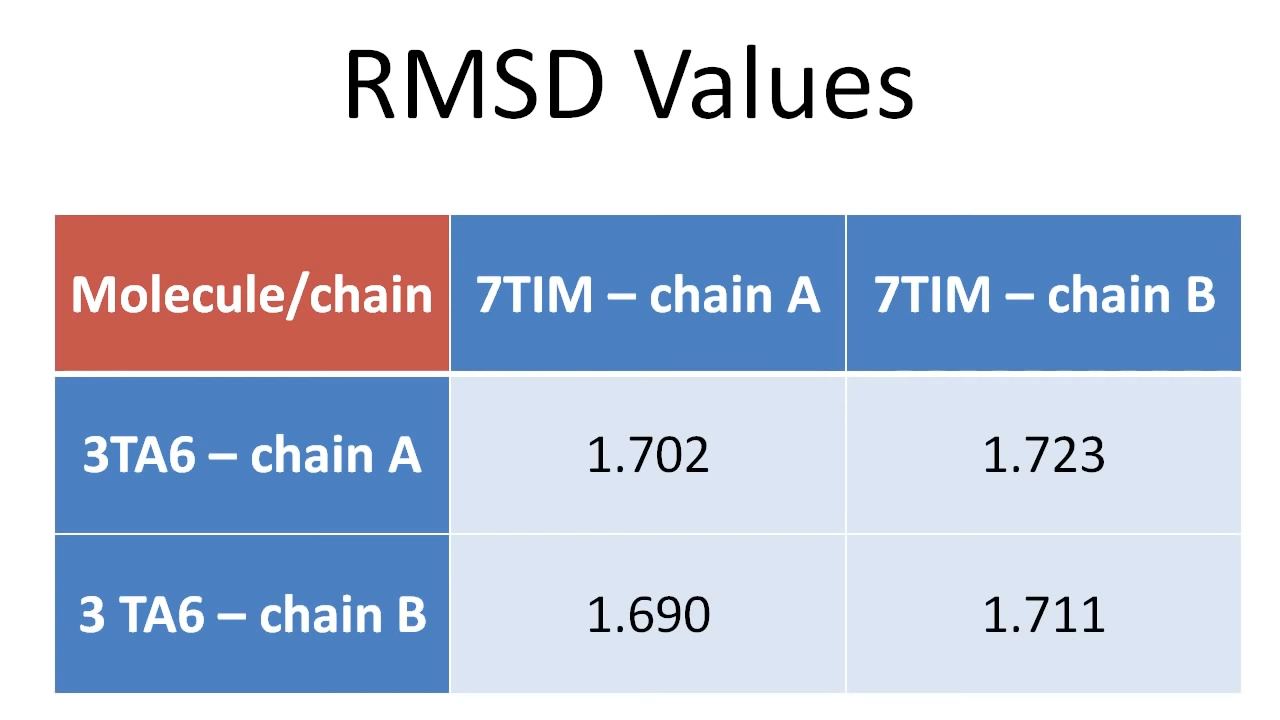 RMSD Values
Molecule/chain 7TIM – chain A 7TIM – chain B
3TA6 – chain A 1.702 1.723
3 TA6 – chain B 1.690 1.711